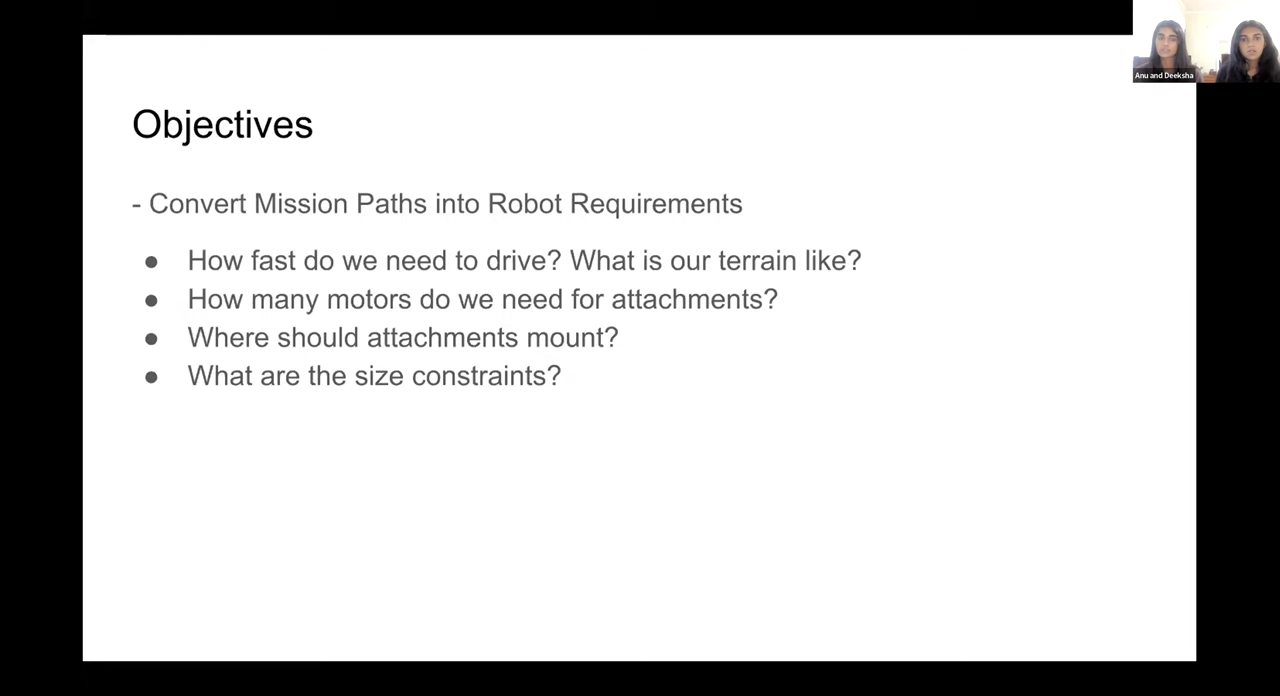 Anu and Deeksha
Objectives
- Convert Mission Paths into Robot Requirements
● How fast do we need to drive? What is our terrain like?
● How many motors do we need for attachments?
● Where should attachments mount?
● What are the size constraints?